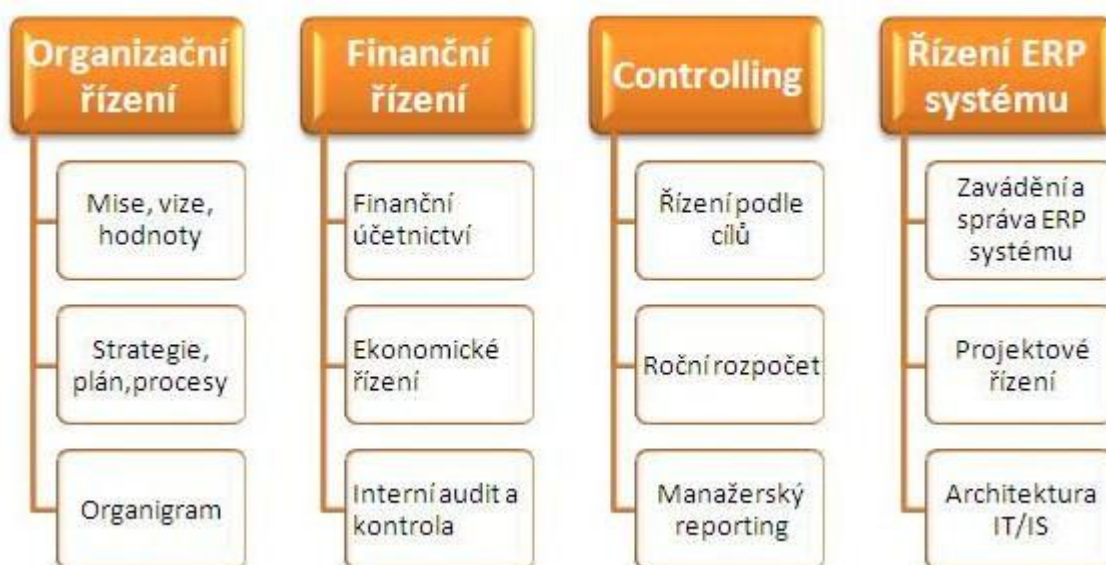 Organizační
řízení
Mise, vize,
hodnoty
Strategie,
plán,procesy
Organigram
Finanční
řízení
Finanční
účetnictví
Ekonomické
řízení
Interní audit a
kontrola
Controlling
Řízení podle
cílů
Roční rozpočet
Manažerský
reporting
Řízení ERP
systému
Zavádění a
správa ERP
systému
Projektové
řízení
Architektura
IT/IS